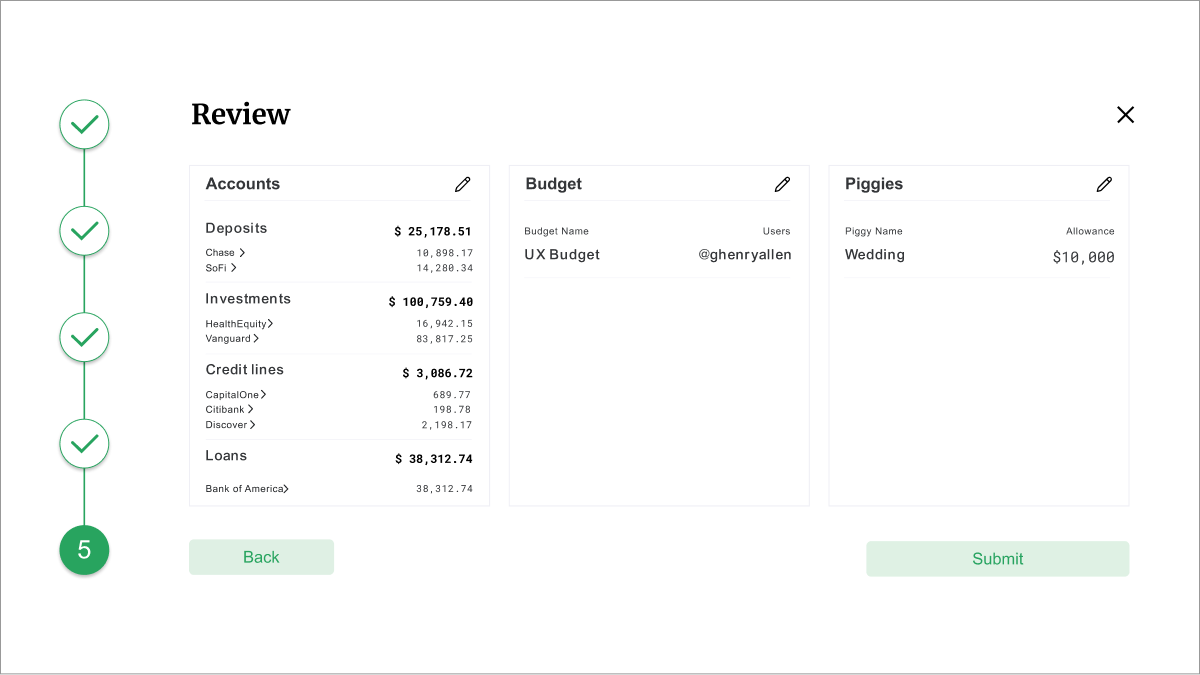 Review
Accounts
Deposits $ 25,178.51
Chase 10,898.17
SoFi 14,280.34
Investments $ 100,759.40
HealthEquity 16,942.15
Vanguard 83,817.25
Credit lines $ 3,086.72
CapitalOne 689.77
Citibank 198.78
Discover 2,198.17
Loans $ 38,312.74
Bank of America 38,312.74
Budget
Budget Name Users
UX Budget @ghenryallen
Piggies
Piggy Name Allowance
Wedding $10,000
5
Back
Submit